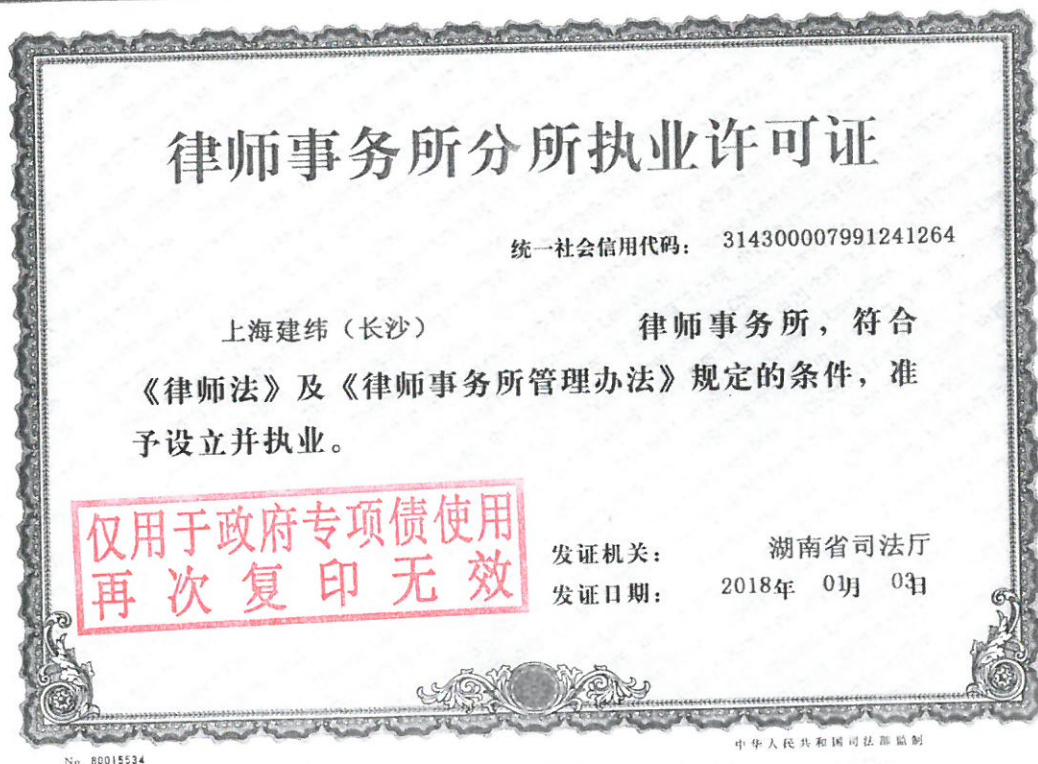 律师事务所分所执业许可证
统一社会信用代码： 314300007991241264
上海建纬（长沙） 律师事务所，符合
《律师法》及《律师事务所管理办法》规定的条件，准
予设立并执业。
仅用于政府专项债使用
再次复印无效
发证机关： 湖南省司法厅
发证日期： 2018年 01月 03日
中华人民共和国司法部监制
No. 80015534